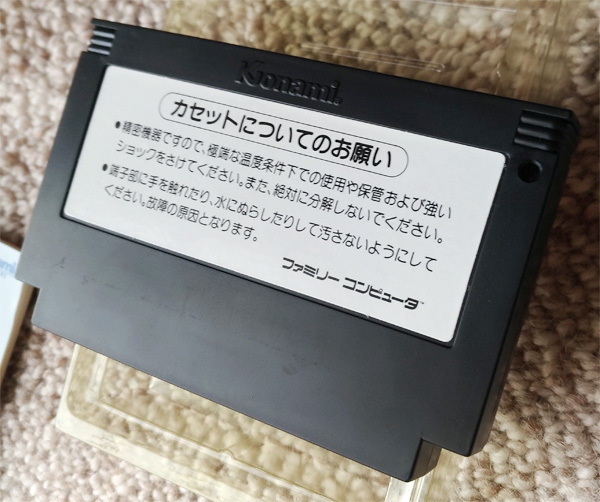 Konami
カセットについてのお願い
●精密機器ですので、極端な温度条件下での使用や保管および強い
ショックをさけてください。また、絶対に分解しないでください。
●端子部に手を触れたり、水にぬらしたりして汚さないようにして
ください。故障の原因となります。
ファミリー コンピュータ™